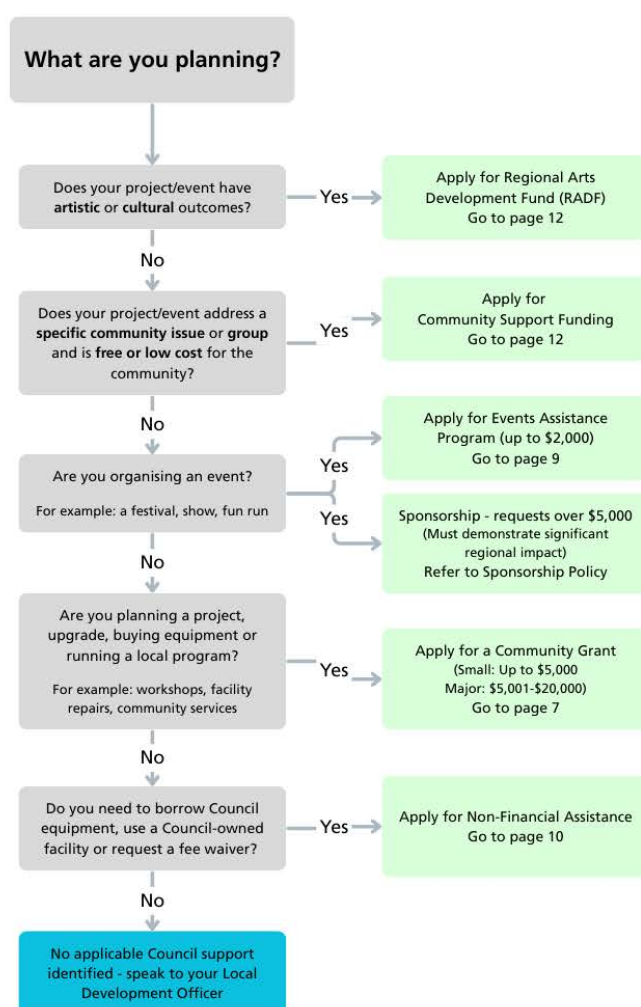 What are you planning?
Does your project/event have
artistic or cultural outcomes?
Yes
Apply for Regional Arts
Development Fund (RADF)
Go to page 12
No
Does your project/event address a
specific community issue or group
and is free or low cost for the
community?
Yes
Apply for
Community Support Funding
Go to page 12
No
Are you organising an event?
For example: a festival, show, fun run
Yes
Apply for Events Assistance
Program (up to $2,000)
Go to page 9
Yes
Sponsorship - requests over $5,000
(Must demonstrate significant
regional impact)
Refer to Sponsorship Policy
No
Are you planning a project,
upgrade, buying equipment or
running a local program?
For example: workshops, facility
repairs, community services
Yes
Apply for a Community Grant
(Small: Up to $5,000
Major: $5,001-$20,000)
Go to page 7
No
Do you need to borrow Council
equipment, use a Council-owned
facility or request a fee waiver?
Yes
Apply for Non-Financial Assistance
Go to page 10
No
No applicable Council support
identified - speak to your Local
Development Officer